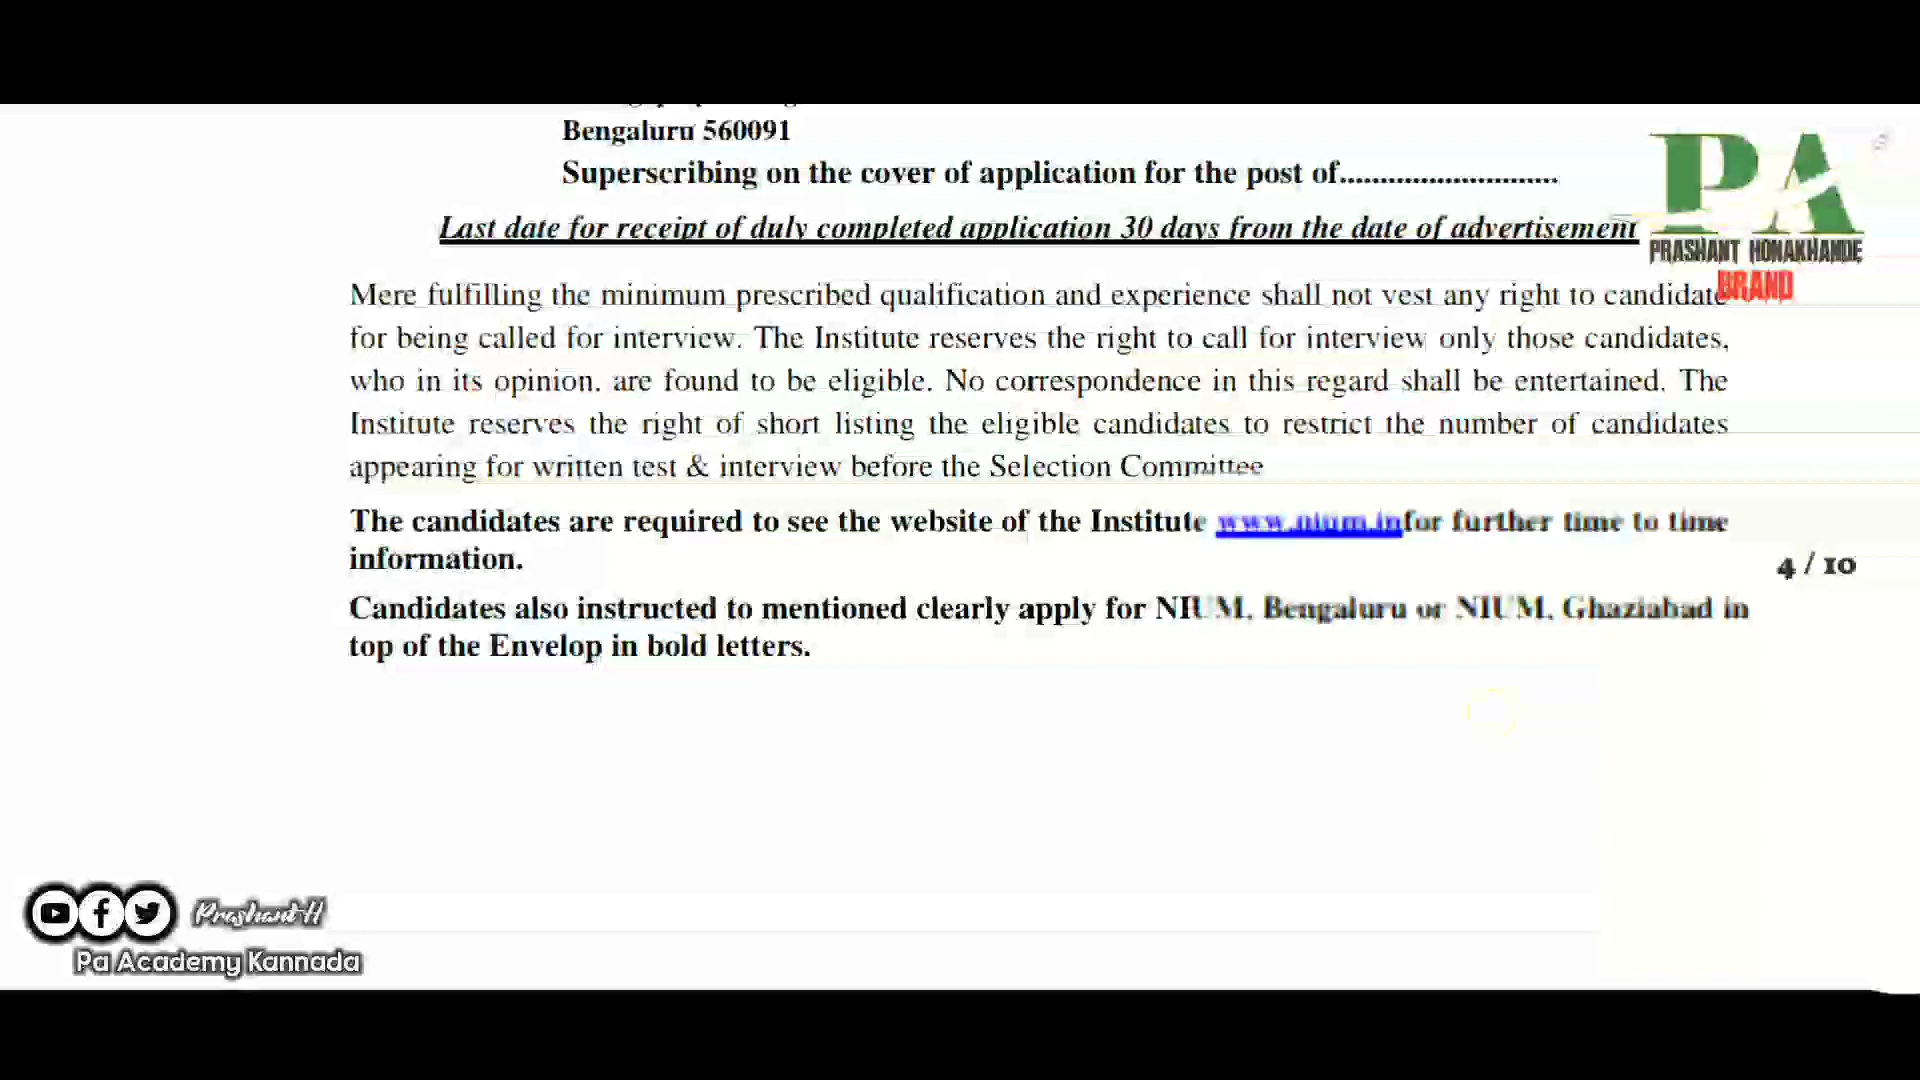 Bengaluru 560091
Superscribing on the cover of application for the post of...........................
Last date for receipt of duly completed application 30 days from the date of advertisement
PA
PRASHANT HONAKHANDE
BRAND
Mere fulfilling the minimum prescribed qualification and experience shall not vest any right to candidate
for being called for interview. The Institute reserves the right to call for interview only those candidates,
who in its opinion. are found to be eligible. No correspondence in this regard shall be entertained. The
Institute reserves the right of short listing the eligible candidates to restrict the number of candidates
appearing for written test & interview before the Selection Committee
The candidates are required to see the website of the Institute www.nium.infor further time to time
information.
4 / 10
Candidates also instructed to mentioned clearly apply for NIUM, Bengaluru or NIUM, Ghaziabad in
top of the Envelop in bold letters.
Prashant H
Pa Academy Kannada